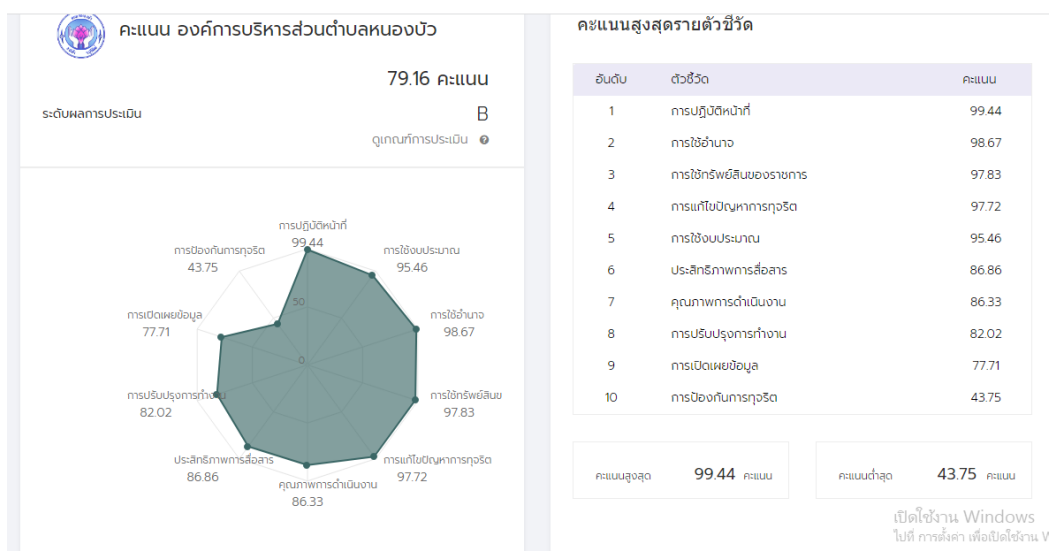 คะแนน องค์การบริหารส่วนตำบลหนองบัว
79.16 คะแนน
ระดับผลการประเมิน B
ดูเกณฑ์การประเมิน
การปฏิบัติหน้าที่
99.44
การใช้งบประมาณ
95.46
การใช้อำนาจ
98.67
การใช้ทรัพย์สินข
97.83
การแก้ไขปัญหาการทุจริต
97.72
คุณภาพการดำเนินงาน
86.33
ประสิทธิภาพการสื่อสาร
86.86
การปรับปรุงการทำงาน
82.02
การเปิดเผยข้อมูล
77.71
การป้องกันการทุจริต
43.75
50
0
คะแนนสูงสุดรายตัวชี้วัด
อันดับ ตัวชี้วัด คะแนน
1 การปฏิบัติหน้าที่ 99.44
2 การใช้อำนาจ 98.67
3 การใช้ทรัพย์สินของราชการ 97.83
4 การแก้ไขปัญหาการทุจริต 97.72
5 การใช้งบประมาณ 95.46
6 ประสิทธิภาพการสื่อสาร 86.86
7 คุณภาพการดำเนินงาน 86.33
8 การปรับปรุงการทำงาน 82.02
9 การเปิดเผยข้อมูล 77.71
10 การป้องกันการทุจริต 43.75
คะแนนสูงสุด 99.44 คะแนน
คะแนนต่ำสุด 43.75 คะแนน
เปิดใช้งาน Windows
ไปที่ การตั้งค่า เพื่อเปิดใช้งาน W